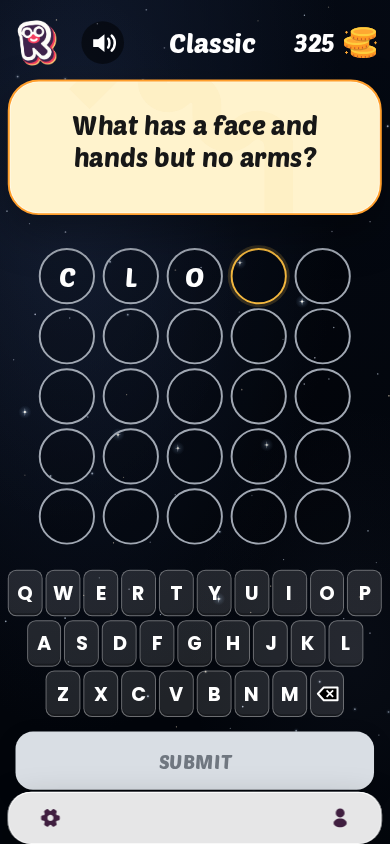 R
Classic
325
What has a face and
hands but no arms?
C L O
Q W E R T Y U I O P
A S D F G H J K L
Z X C V B N M
SUBMIT